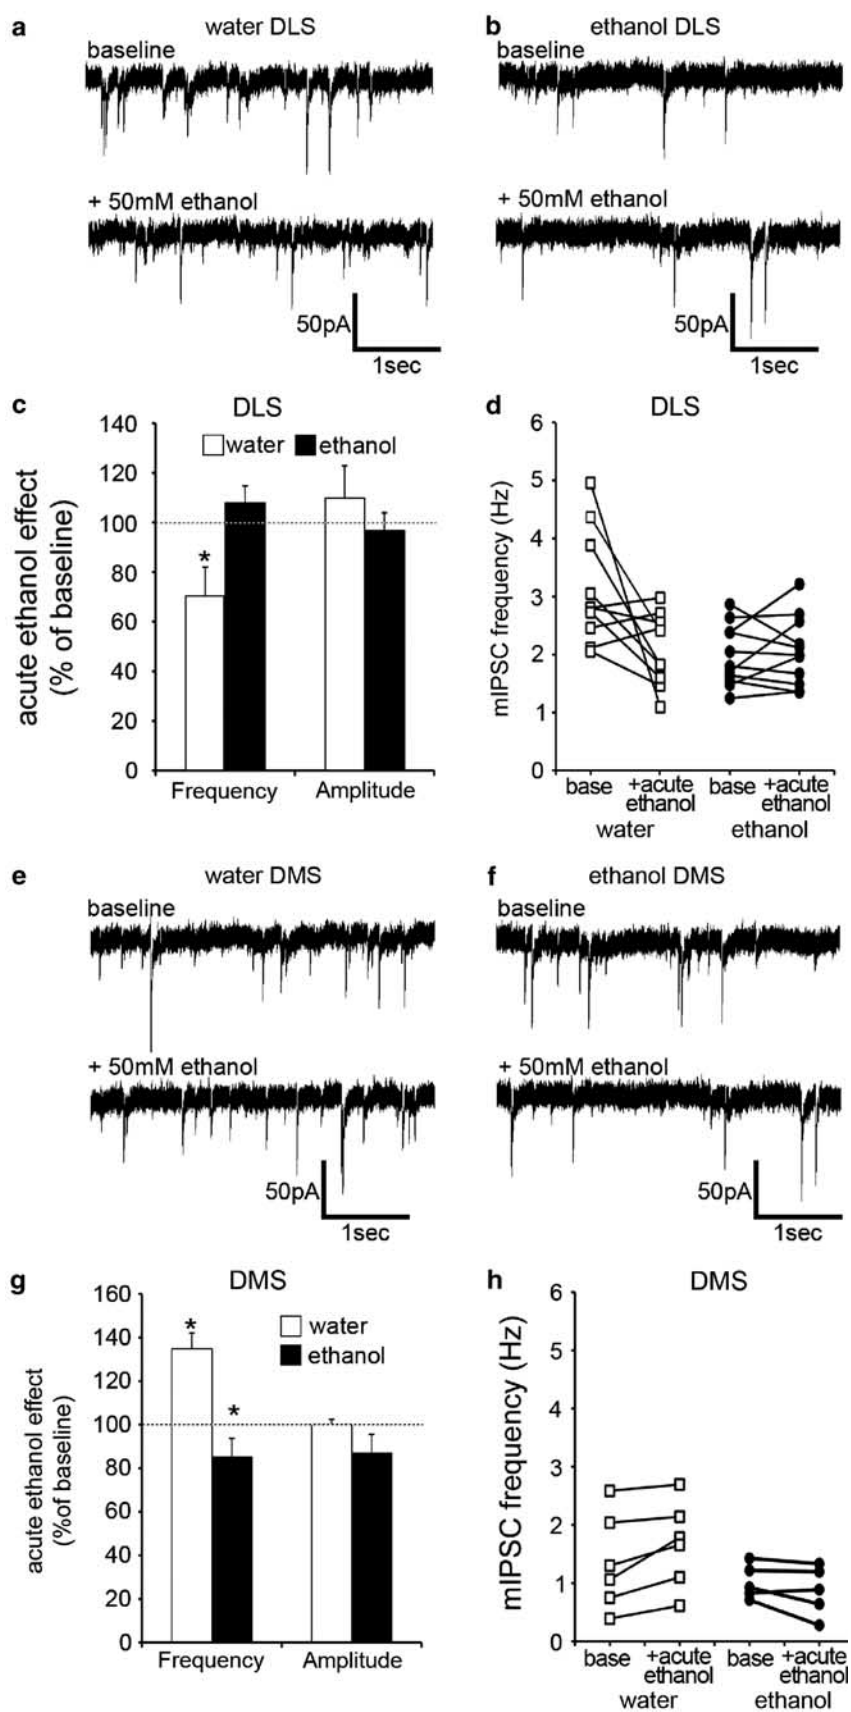 a
water DLS
baseline
+ 50mM ethanol
50pA
1sec
b
ethanol DLS
baseline
+ 50mM ethanol
50pA
1sec
c
DLS
water
ethanol
acute ethanol effect
(% of baseline)
140
120
100
80
60
40
20
0
*
Frequency
Amplitude
d
DLS
mIPSC frequency (Hz)
6
5
4
3
2
1
0
base
+acute
ethanol
base
+acute
ethanol
water
ethanol
e
water DMS
baseline
+ 50mM ethanol
50pA
1sec
f
ethanol DMS
baseline
+ 50mM ethanol
50pA
1sec
g
DMS
water
ethanol
acute ethanol effect
(%of baseline)
160
140
120
100
80
60
40
20
0
*
*
Frequency
Amplitude
h
DMS
mIPSC frequency (Hz)
6
5
4
3
2
1
0
base
+acute
ethanol
base
+acute
ethanol
water
ethanol